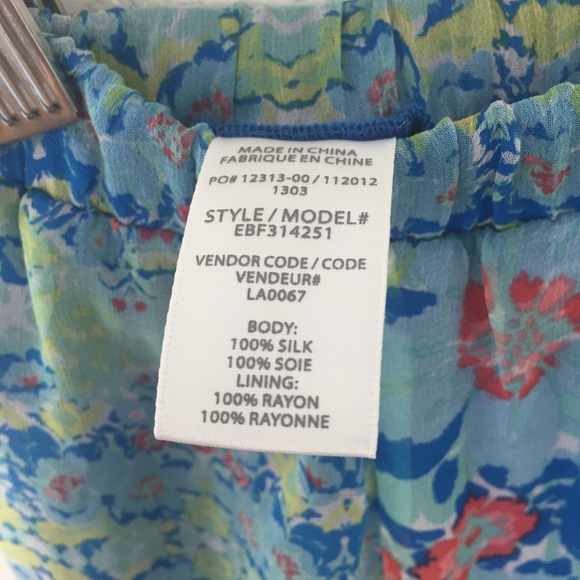 MADE IN CHINA
FABRIQUE EN CHINE
PO# 12313-00 / 112012
1303
STYLE / MODEL#
EBF314251
VENDOR CODE / CODE
VENDEUR#
LA0067
BODY:
100% SILK
100% SOIE
LINING:
100% RAYON
100% RAYONNE